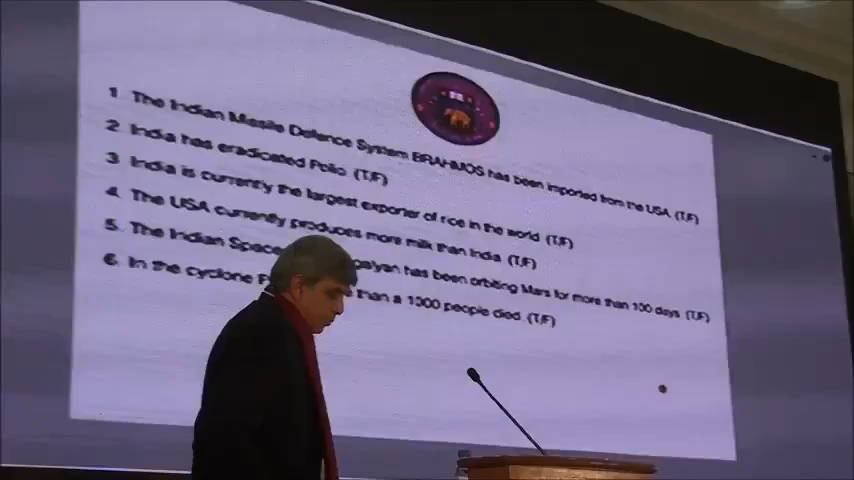 1 The Indian Missile Defence System BRAHMOS has been imported from the USA (T/F)
2. India has eradicated Polio (T/F)
3 India is currently the largest exporter of rice in the world (T/F)
4. The USA currently produces more milk than India (T/F)
5. The Indian Space galyan has been orbiting Mars for more than 100 days (T/F)
6. In the cyclone than a 1000 people died (T/F)